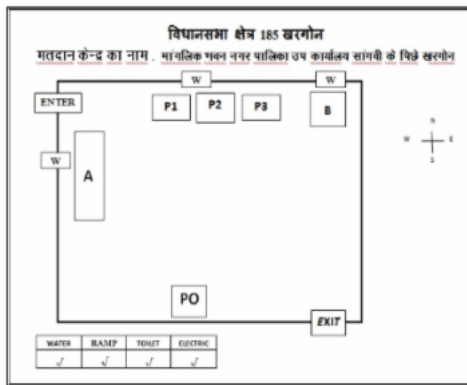 विधानसभा क्षेत्र 185 खरगोन
मतदान केन्द्र का नाम . मांगलिक भवन नगर पालिका उप कार्यालय सांगवी के पिछे खरगोन
W W
ENTER P1 P2 P3 B
N
W E
S
W
A
PO
EXIT
WATER RAMP TOILET ELECTRIC
√ √ √ √